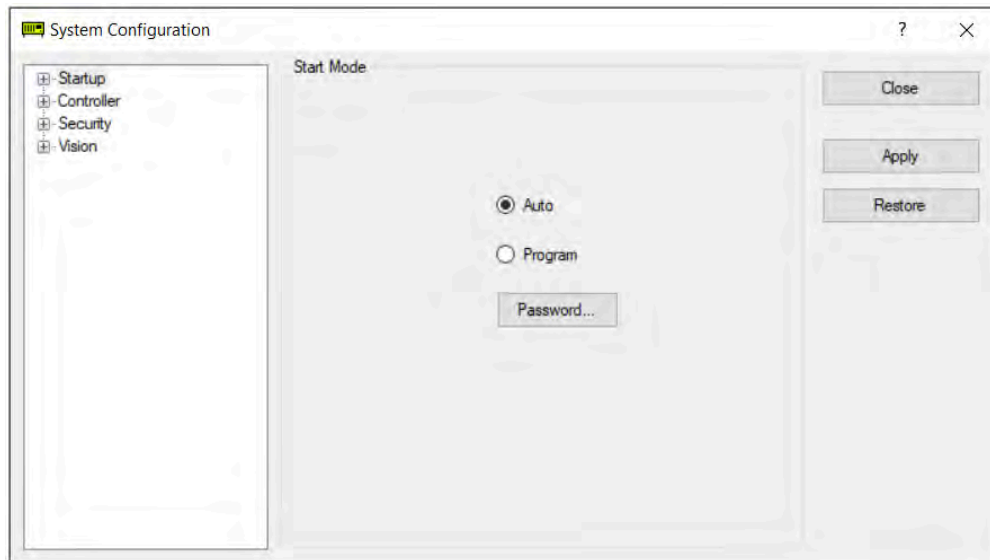 System Configuration
?
Startup
Controller
Security
Vision
Start Mode
Auto
Program
Password...
Close
Apply
Restore